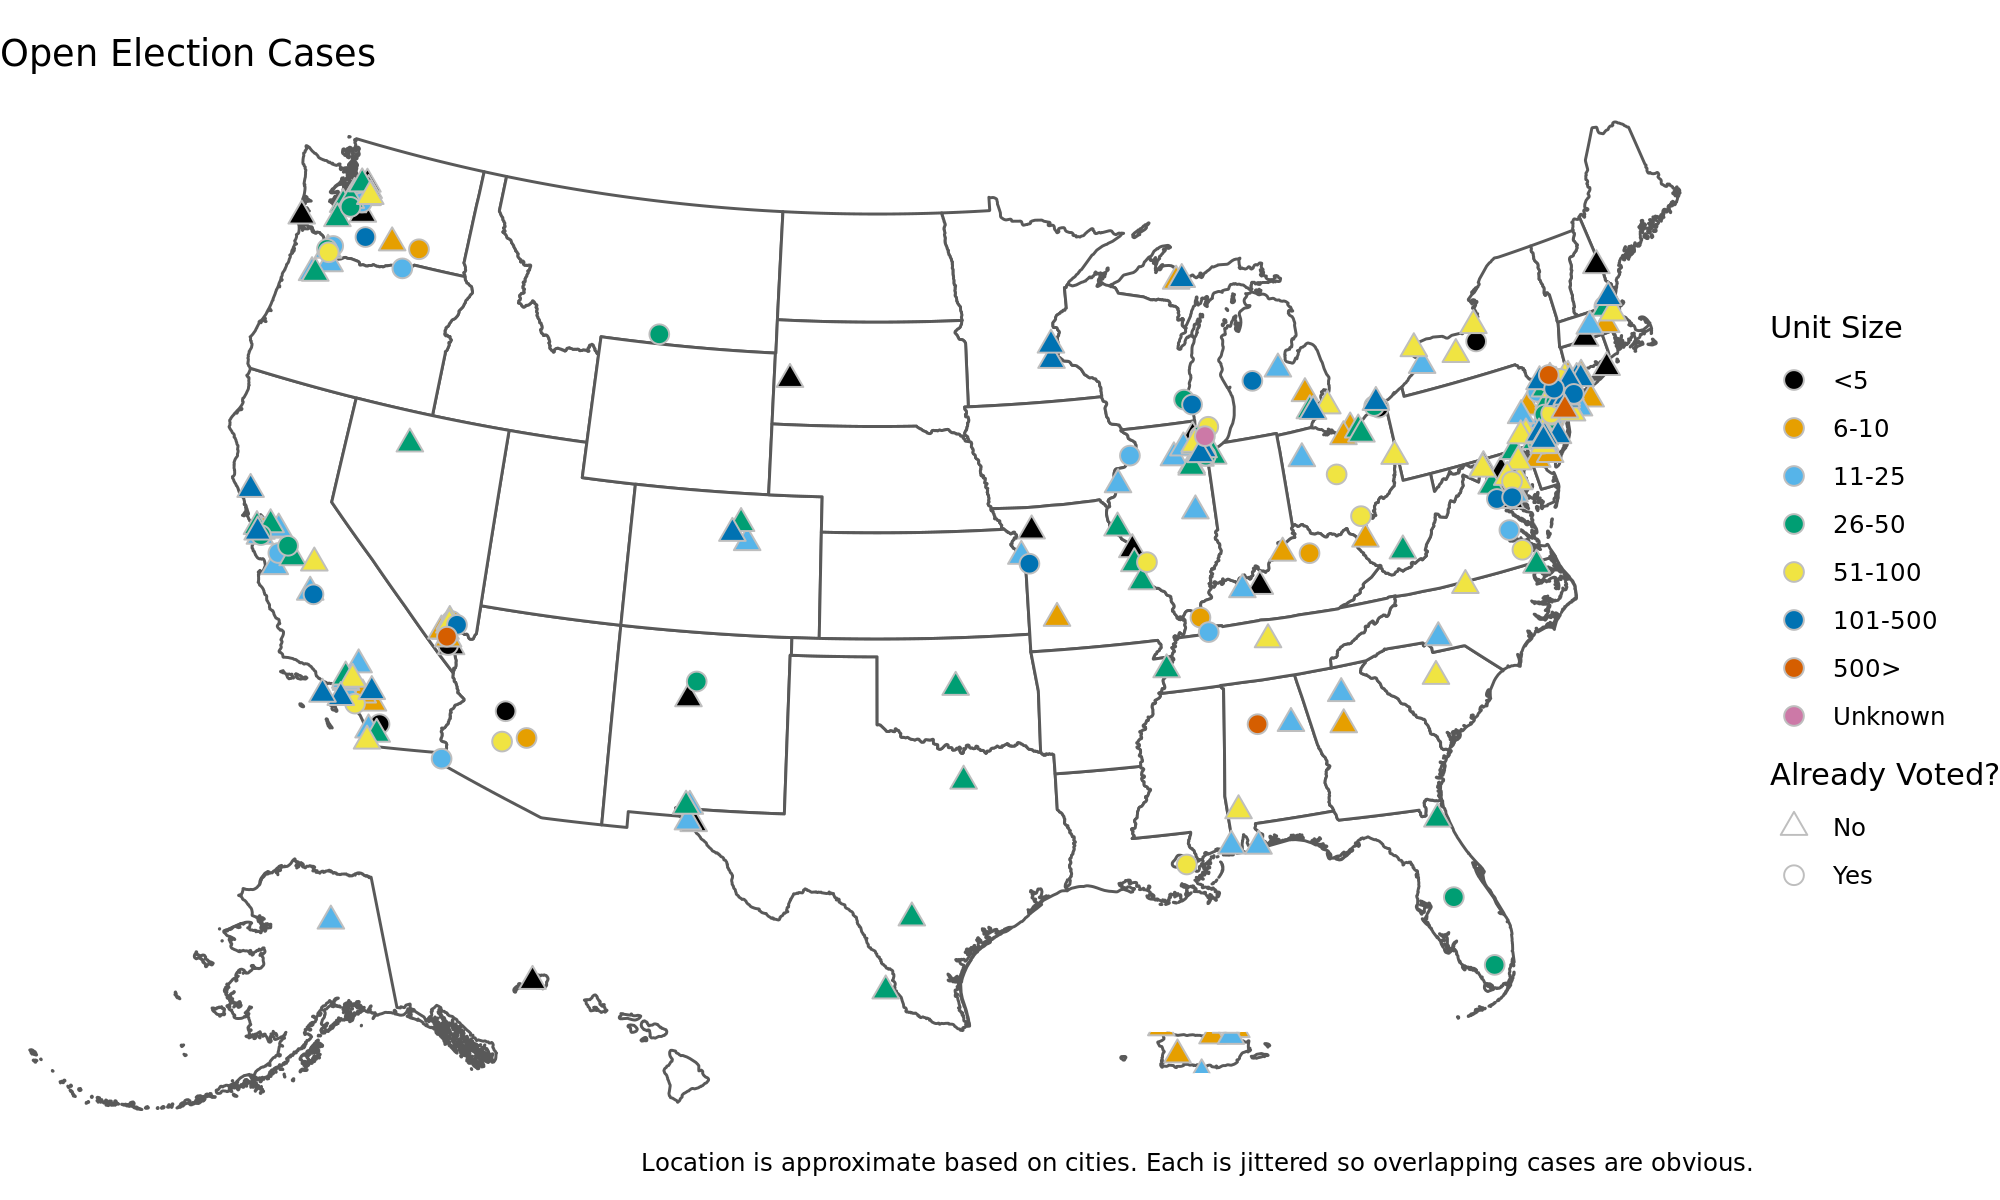 Open Election Cases
Unit Size
<5
6-10
11-25
26-50
51-100
101-500
500>
Unknown
Already Voted?
No
Yes
Location is approximate based on cities. Each is jittered so overlapping cases are obvious.